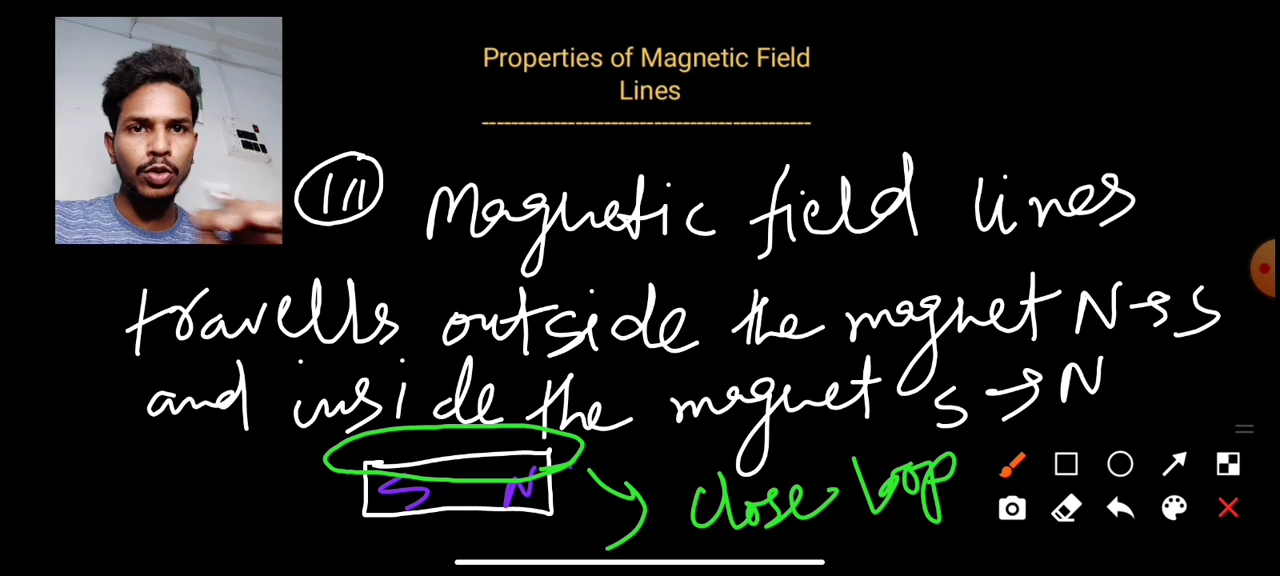 Properties of Magnetic Field
Lines
-------------------------------------------
(III) Magnetic field lines
travells outside the magnet N→S
and inside the magnet S→N
S N
close loop